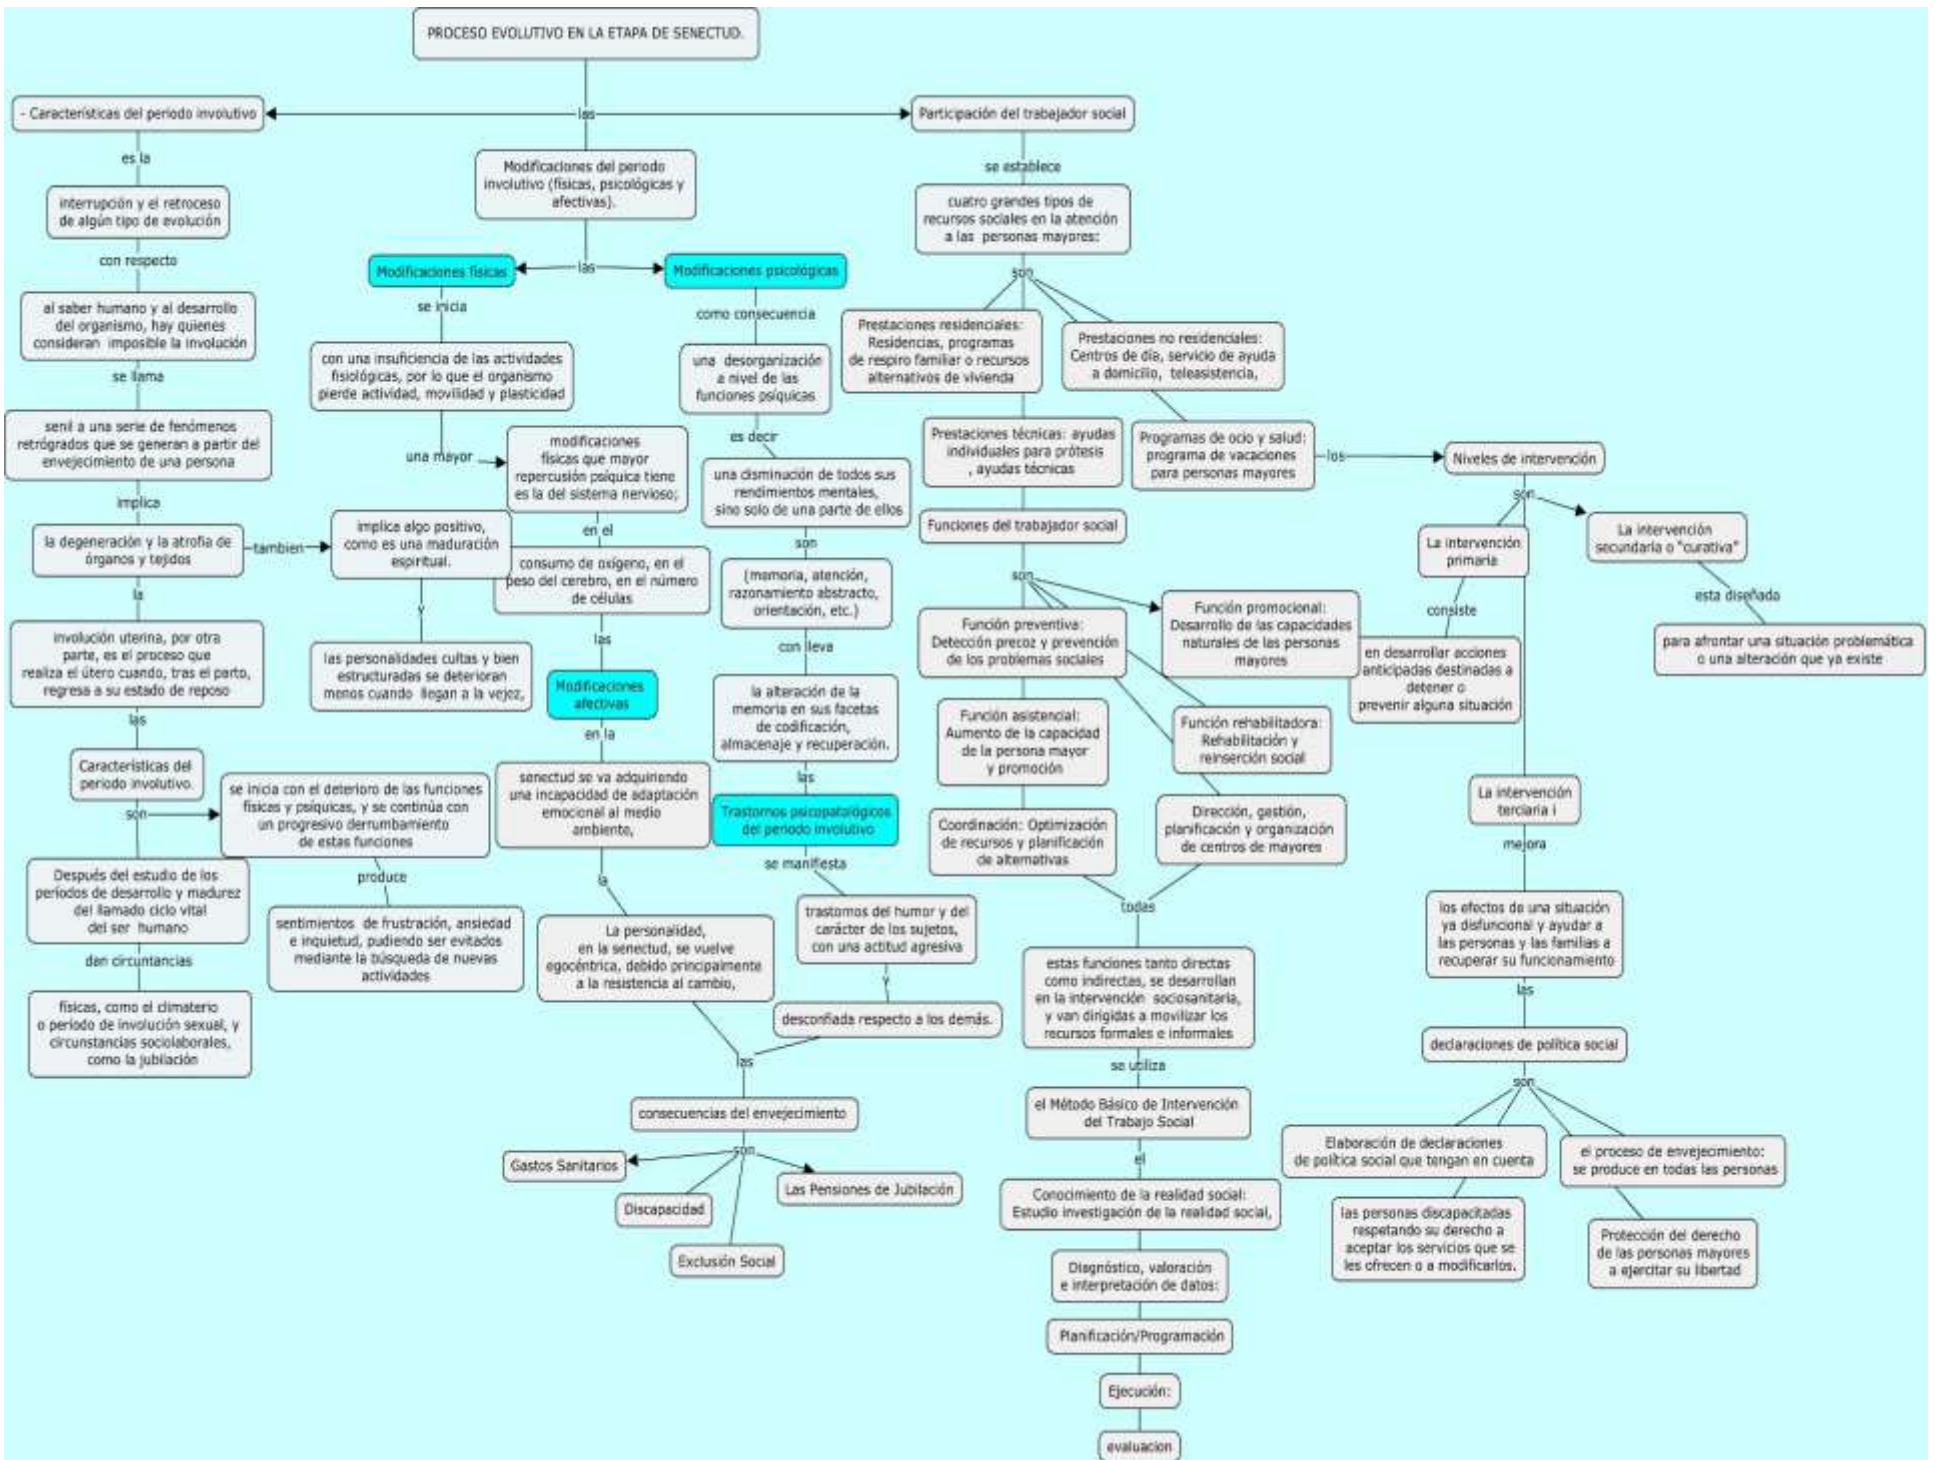 PROCESO EVOLUTIVO EN LA ETAPA DE SENECTUD.
las
- Características del periodo involutivo
es la
interrupción y el retroceso
de algún tipo de evolución
con respecto
al saber humano y al desarrollo
del organismo, hay quienes
consideran imposible la involución
se llama
senil a una serie de fenómenos
retrógrados que se generan a partir del
envejecimiento de una persona
implica
la degeneración y la atrofia de
órganos y tejidos
tambien
implica algo positivo,
como es una maduración
espiritual.
y
las personalidades cultas y bien
estructuradas se deterioran
menos cuando llegan a la vejez,
la
involución uterina, por otra
parte, es el proceso que
realiza el útero cuando, tras el parto,
regresa a su estado de reposo
las
Características del
periodo involutivo.
son
se inicia con el deterioro de las funciones
físicas y psíquicas, y se continúa con
un progresivo derrumbamiento
de estas funciones
produce
sentimientos de frustración, ansiedad
e inquietud, pudiendo ser evitados
mediante la búsqueda de nuevas
actividades
Después del estudio de los
períodos de desarrollo y madurez
del llamado ciclo vital
del ser humano
dan circuntancias
físicas, como el climaterio
o período de involución sexual, y
circunstancias sociolaborales,
como la jubilación
Modificaciones del periodo
involutivo (físicas, psicológicas y
afectivas).
las
Modificaciones físicas
se inicia
con una insuficiencia de las actividades
fisiológicas, por lo que el organismo
pierde actividad, movilidad y plasticidad
una mayor
modificaciones
físicas que mayor
repercusión psíquica tiene
es la del sistema nervioso;
en el
consumo de oxígeno, en el
peso del cerebro, en el número
de células
las
Modificaciones
afectivas
en la
senectud se va adquiriendo
una incapacidad de adaptación
emocional al medio
ambiente,
la
La personalidad,
en la senectud, se vuelve
egocéntrica, debido principalmente
a la resistencia al cambio,
Modificaciones psicológicas
como consecuencia
una desorganización
a nivel de las
funciones psíquicas
es decir
una disminución de todos sus
rendimientos mentales,
sino solo de una parte de ellos
son
(memoria, atención,
razonamiento abstracto,
orientación, etc.)
con lleva
la alteración de la
memoria en sus facetas
de codificación,
almacenaje y recuperación.
las
Trastornos psicopatológicos
del periodo involutivo
se manifiesta
trastornos del humor y del
carácter de los sujetos,
con una actitud agresiva
y
desconfiada respecto a los demás.
las
consecuencias del envejecimiento
son
Gastos Sanitarios
Discapacidad
Exclusión Social
Las Pensiones de Jubilación
Participación del trabajador social
se establece
cuatro grandes tipos de
recursos sociales en la atención
a las personas mayores:
son
Prestaciones residenciales:
Residencias, programas
de respiro familiar o recursos
alternativos de vivienda
Prestaciones no residenciales:
Centros de día, servicio de ayuda
a domicilio, teleasistencia,
Prestaciones técnicas: ayudas
individuales para prótesis
, ayudas técnicas
Programas de ocio y salud:
programa de vacaciones
para personas mayores
Funciones del trabajador social
son
Función preventiva:
Detección precoz y prevención
de los problemas sociales
Función promocional:
Desarrollo de las capacidades
naturales de las personas
mayores
Función asistencial:
Aumento de la capacidad
de la persona mayor
y promoción
Función rehabilitadora:
Rehabilitación y
reinserción social
Coordinación: Optimización
de recursos y planificación
de alternativas
Dirección, gestión,
planificación y organización
de centros de mayores
todas
estas funciones tanto directas
como indirectas, se desarrollan
en la intervención sociosanitaria,
y van dirigidas a movilizar los
recursos formales e informales
se utiliza
el Método Básico de Intervención
del Trabajo Social
el
Conocimiento de la realidad social:
Estudio investigación de la realidad social,
Diagnóstico, valoración
e interpretación de datos:
Planificación/Programación
Ejecución:
evaluacion
los
Niveles de intervención
son
La intervención
primaria
consiste
en desarrollar acciones
anticipadas destinadas a
detener o
prevenir alguna situación
La intervención
secundaria o "curativa"
esta diseñada
para afrontar una situación problemática
o una alteración que ya existe
La intervención
terciaria i
mejora
los efectos de una situación
ya disfuncional y ayudar a
las personas y las familias a
recuperar su funcionamiento
las
declaraciones de política social
son
Elaboración de declaraciones
de política social que tengan en cuenta
las personas discapacitadas
respetando su derecho a
aceptar los servicios que se
les ofrecen o a modificarlos.
el proceso de envejecimiento:
se produce en todas las personas
Protección del derecho
de las personas mayores
a ejercitar su libertad